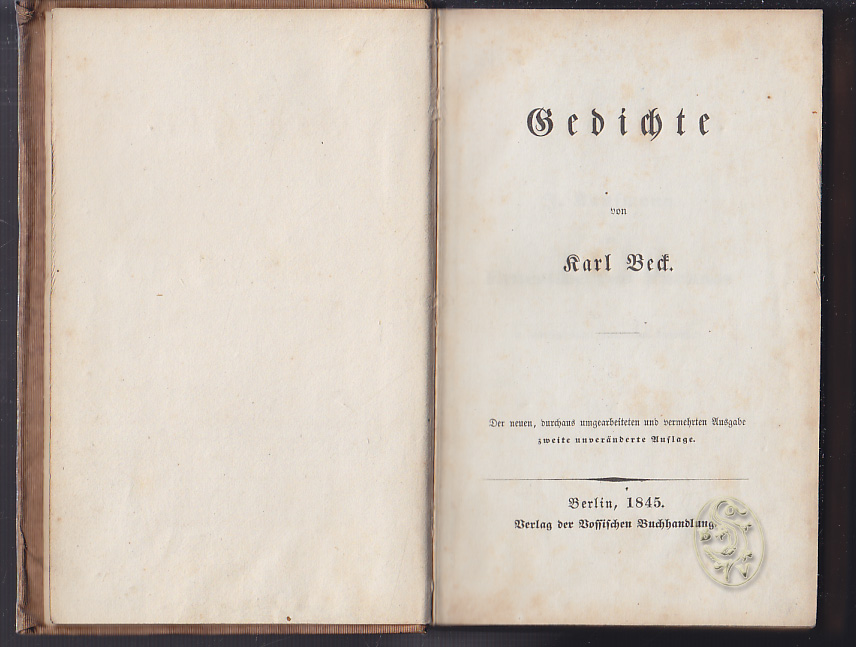 Gedichte
von
Karl Beck.
Der neuen, durchaus umgearbeiteten und vermehrten Ausgabe
zweite unveränderte Auflage.
Berlin, 1845.
Verlag der Vossischen Buchhandlung.